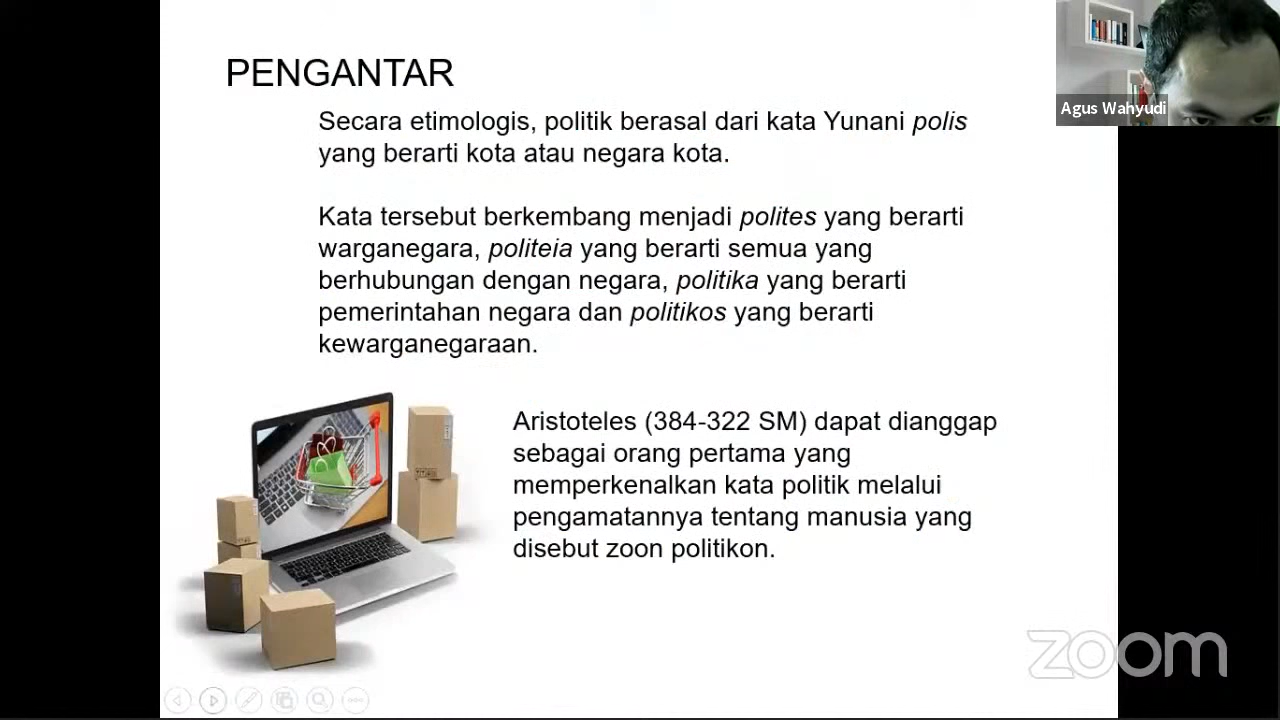 PENGANTAR
Secara etimologis, politik berasal dari kata Yunani polis
yang berarti kota atau negara kota.
Kata tersebut berkembang menjadi polites yang berarti
warganegara, politeia yang berarti semua yang
berhubungan dengan negara, politika yang berarti
pemerintahan negara dan politikos yang berarti
kewarganegaraan.
Aristoteles (384-322 SM) dapat dianggap
sebagai orang pertama yang
memperkenalkan kata politik melalui
pengamatannya tentang manusia yang
disebut zoon politikon.
Agus Wahyudi
zoom